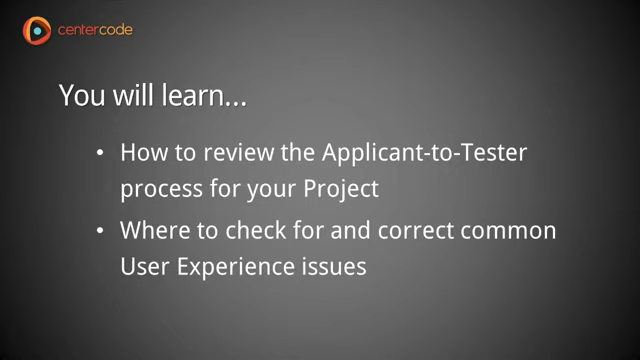 centercode
You will learn...
• How to review the Applicant-to-Tester
process for your Project
• Where to check for and correct common
User Experience issues